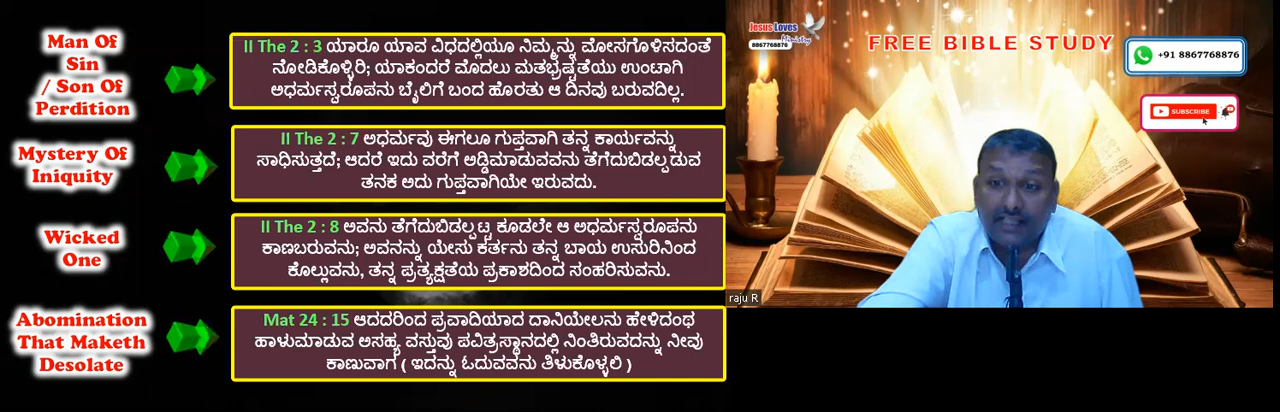 Man Of
Sin
/ Son Of
Perdition
II The 2 : 3 ಯಾರೂ ಯಾವ ವಿಧದಲ್ಲಿಯೂ ನಿಮ್ಮನ್ನು ಮೋಸಗೊಳಿಸದಂತೆ
ನೋಡಿಕೊಳ್ಳಿರಿ; ಯಾಕಂದರೆ ಮೊದಲು ಮತಭ್ರಷ್ಟತೆಯು ಉಂಟಾಗಿ
ಅಧರ್ಮಸ್ವರೂಪನು ಬೈಲಿಗೆ ಬಂದ ಹೊರತು ಆ ದಿನವು ಬರುವದಿಲ್ಲ.
Mystery Of
Iniquity
II The 2 : 7 ಅಧರ್ಮವು ಈಗಲೂ ಗುಪ್ತವಾಗಿ ತನ್ನ ಕಾರ್ಯವನ್ನು
ಸಾಧಿಸುತ್ತದೆ; ಆದರೆ ಇದು ವರೆಗೆ ಅಡ್ಡಿಮಾಡುವವನು ತೆಗೆದುಬಿಡಲ್ಪಡುವ
ತನಕ ಅದು ಗುಪ್ತವಾಗಿಯೇ ಇರುವದು.
Wicked
One
II The 2 : 8 ಅವನು ತೆಗೆದುಬಿಡಲ್ಪಟ್ಟ ಕೂಡಲೇ ಆ ಅಧರ್ಮಸ್ವರೂಪನು
ಕಾಣಬರುವನು; ಅವನನ್ನು ಯೇಸು ಕರ್ತನು ತನ್ನ ಬಾಯ ಉಸುರಿನಿಂದ
ಕೊಲ್ಲುವನು, ತನ್ನ ಪ್ರತ್ಯಕ್ಷತೆಯ ಪ್ರಕಾಶದಿಂದ ಸಂಹರಿಸುವನು.
Abomination
That Maketh
Desolate
Mat 24 : 15 ಆದದರಿಂದ ಪ್ರವಾದಿಯಾದ ದಾನಿಯೇಲನು ಹೇಳಿದಂಥ
ಹಾಳುಮಾಡುವ ಅಸಹ್ಯ ವಸ್ತುವು ಪವಿತ್ರಸ್ಥಾನದಲ್ಲಿ ನಿಂತಿರುವದನ್ನು ನೀವು
ಕಾಣುವಾಗ ( ಇದನ್ನು ಓದುವವನು ತಿಳುಕೊಳ್ಳಲಿ )
Jesus Loves
Ministry
8867768876
FREE BIBLE STUDY
+91 8867768876
SUBSCRIBE
raju R